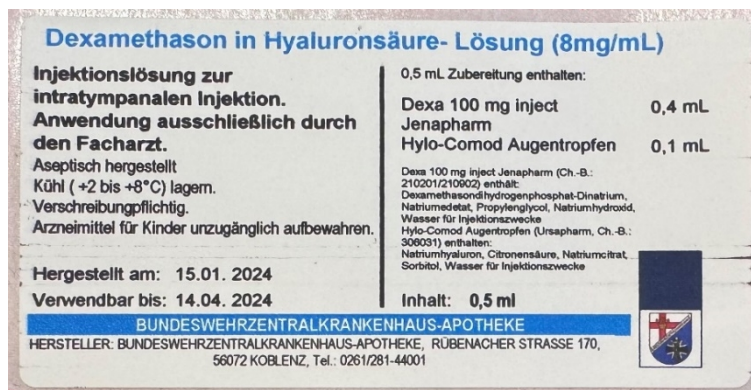 Dexamethason in Hyaluronsäure- Lösung (8mg/mL)
Injektionslösung zur
intratympanalen Injektion.
Anwendung ausschließlich durch
den Facharzt.
Aseptisch hergestellt
Kühl ( +2 bis +8°C) lagern.
Verschreibungspflichtig.
Arzneimittel für Kinder unzugänglich aufbewahren.
Hergestellt am: 15.01. 2024
Verwendbar bis: 14.04. 2024
0,5 mL Zubereitung enthalten:
Dexa 100 mg inject 0,4 mL
Jenapharm
Hylo-Comod Augentropfen 0,1 mL
Dexa 100 mg inject Jenapharm (Ch.-B.:
210201/210902) enthält:
Dexamethasondihydrogenphosphat-Dinatrium,
Natriumedetat, Propylenglycol, Natriumhydroxid,
Wasser für Injektionszwecke
Hylo-Comod Augentropfen (Ursapharm, Ch.-B.:
306031) enthalten:
Natriumhyaluron, Citronensäure, Natriumcitrat,
Sorbitol, Wasser für Injektionszwecke
Inhalt: 0,5 ml
BUNDESWEHRZENTRALKRANKENHAUS-APOTHEKE
HERSTELLER: BUNDESWEHRZENTRALKRANKENHAUS-APOTHEKE, RÜBENACHER STRASSE 170,
56072 KOBLENZ, Tel.: 0261/281-44001